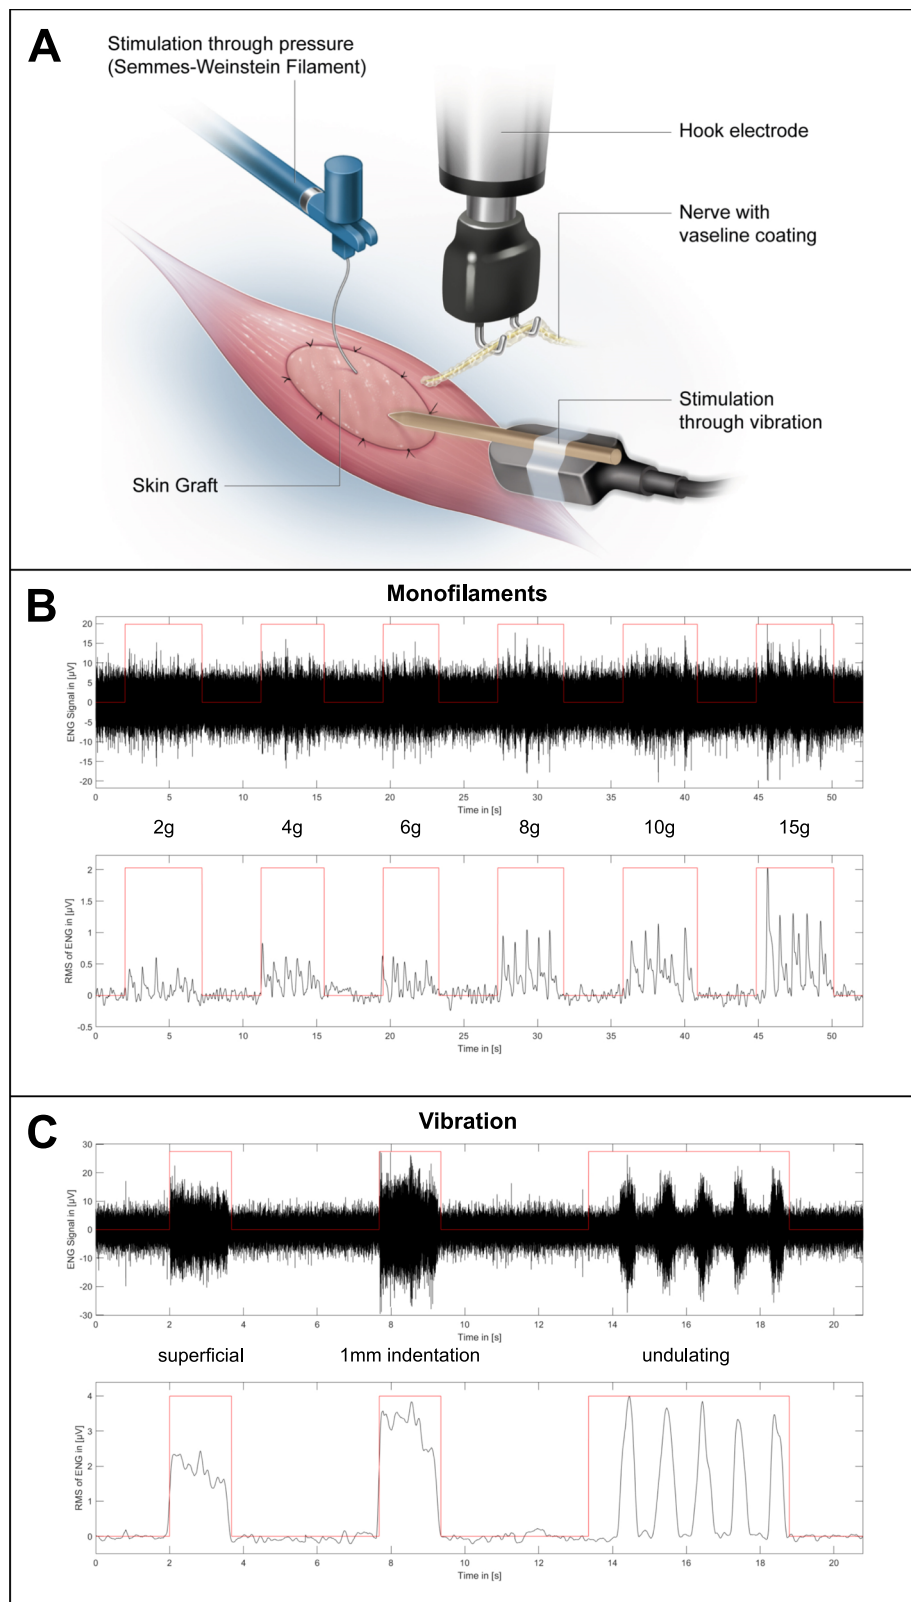 A
Stimulation through pressure
(Semmes-Weinstein Filament)
Hook electrode
Nerve with
vaseline coating
Stimulation
through vibration
Skin Graft
B
Monofilaments
ENG Signal in [µV]
20
15
10
5
0
-5
-10
-15
-20
0 5 10 15 20 25 30 35 40 45 50
Time in [s]
2g 4g 6g 8g 10g 15g
RMS of ENG in [µV]
2
1.5
1
0.5
0
-0.5
0 5 10 15 20 25 30 35 40 45 50
Time in [s]
C
Vibration
ENG Signal in [µV]
30
20
10
0
-10
-20
-30
0 2 4 6 8 10 12 14 16 18 20
Time in [s]
superficial 1mm indentation undulating
RMS of ENG in [µV]
4
3
2
1
0
0 2 4 6 8 10 12 14 16 18 20
Time in [s]